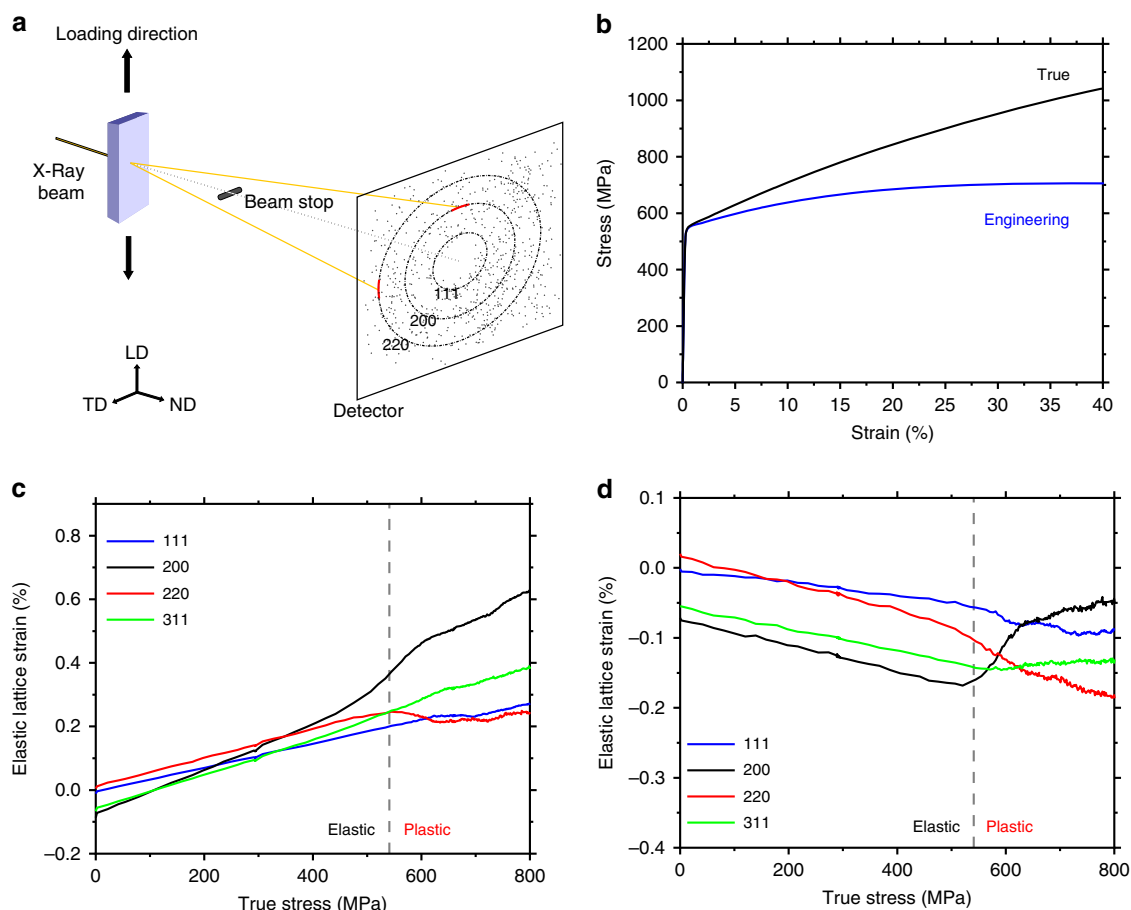 a
Loading direction
X-Ray
beam
Beam stop
111
200
220
LD
TD
ND
Detector
b
1200
1000
800
600
400
200
0
Stress (MPa)
True
Engineering
0
5
10
15
20
25
30
35
40
Strain (%)
c
0.8
0.6
0.4
0.2
0.0
–0.2
Elastic lattice strain (%)
111
200
220
311
Elastic
Plastic
0
200
400
600
800
True stress (MPa)
d
0.1
0.0
–0.1
–0.2
–0.3
–0.4
Elastic lattice strain (%)
111
200
220
311
Elastic
Plastic
0
200
400
600
800
True stress (MPa)